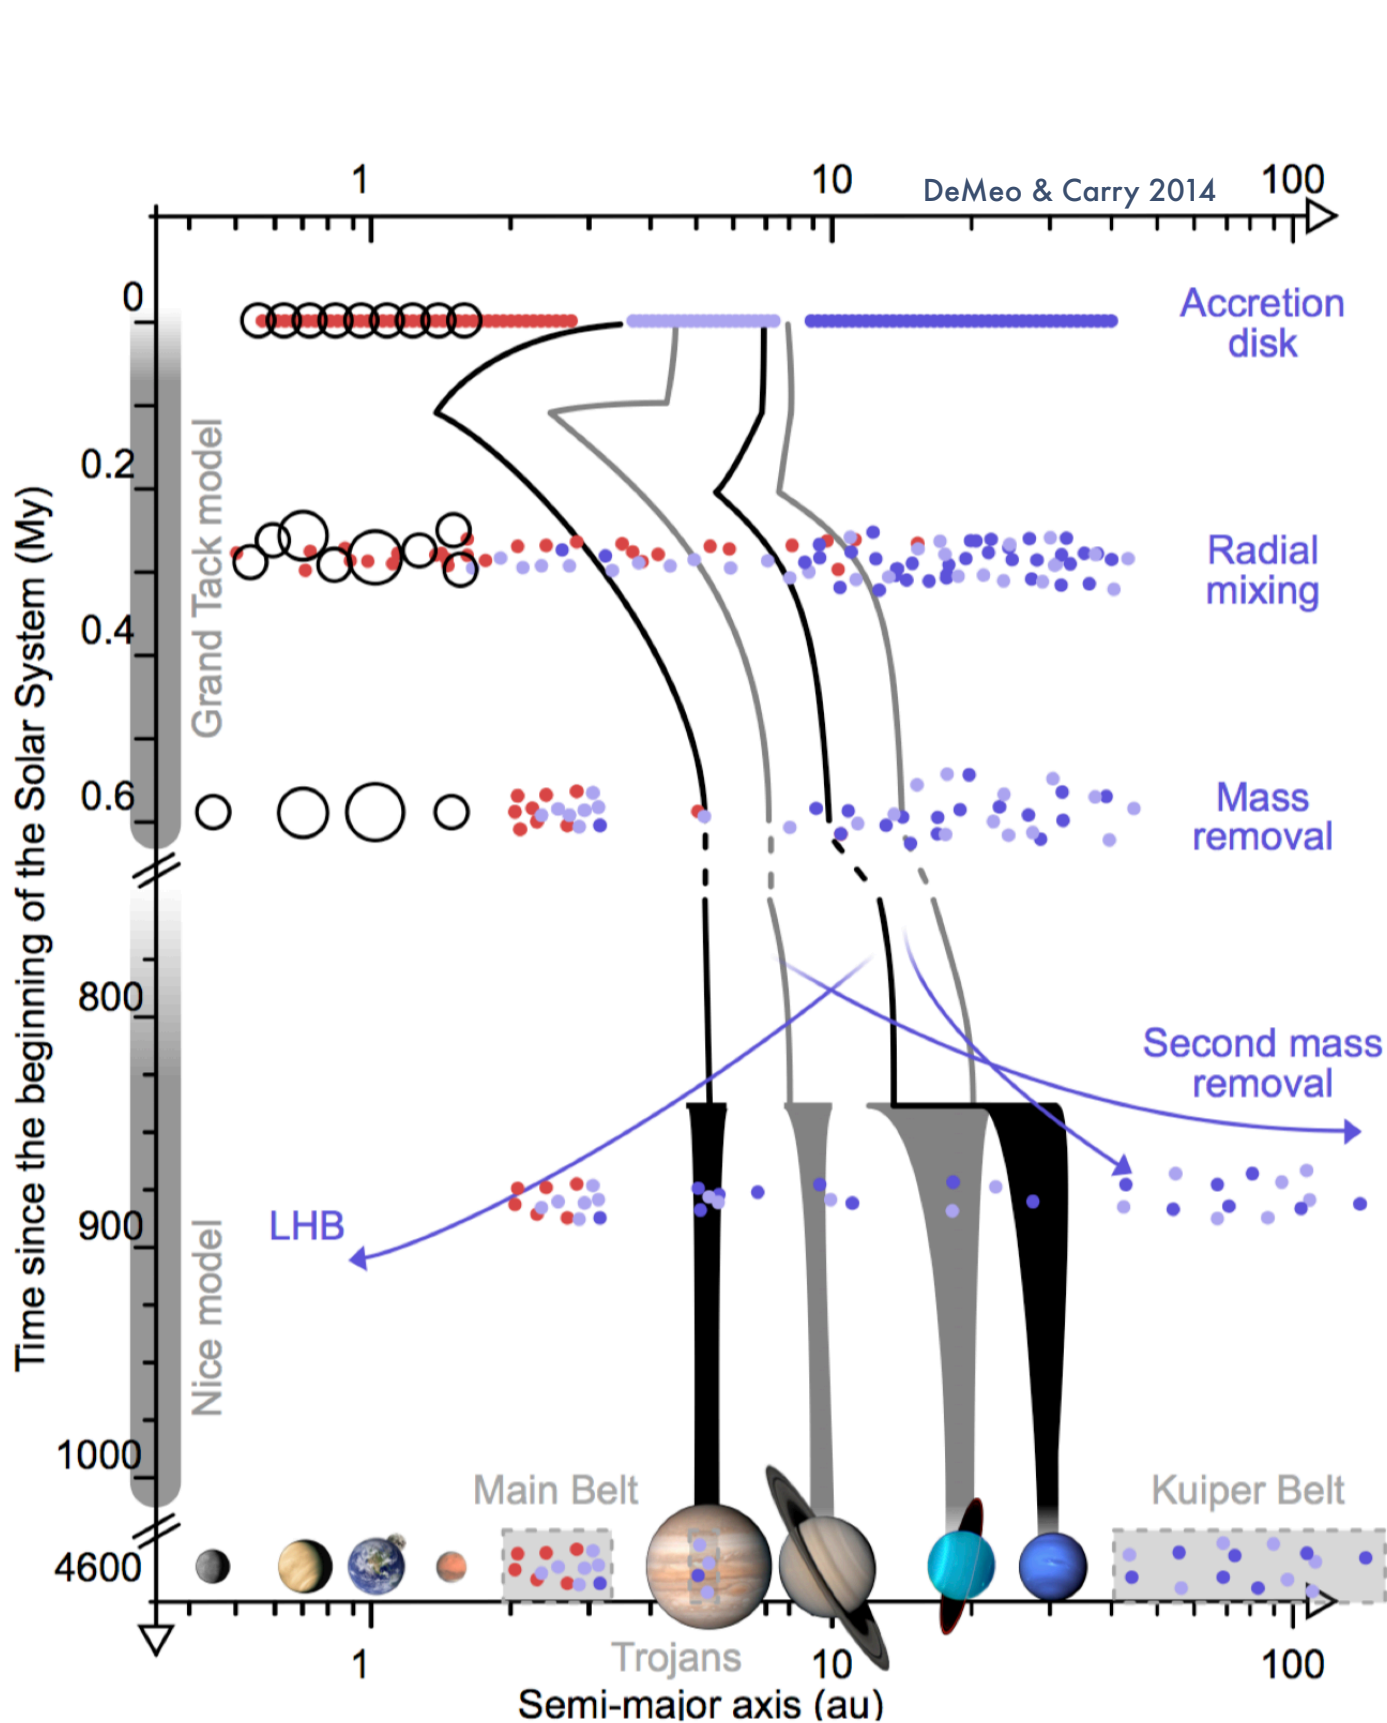 1
10
100
DeMeo & Carry 2014
0
Accretion
disk
0.2
Grand Tack model
Radial
mixing
0.4
Time since the beginning of the Solar System (My)
0.6
Mass
removal
800
Second mass
removal
900
LHB
Nice model
1000
Main Belt
Kuiper Belt
4600
Trojans
1
10
100
Semi-major axis (au)